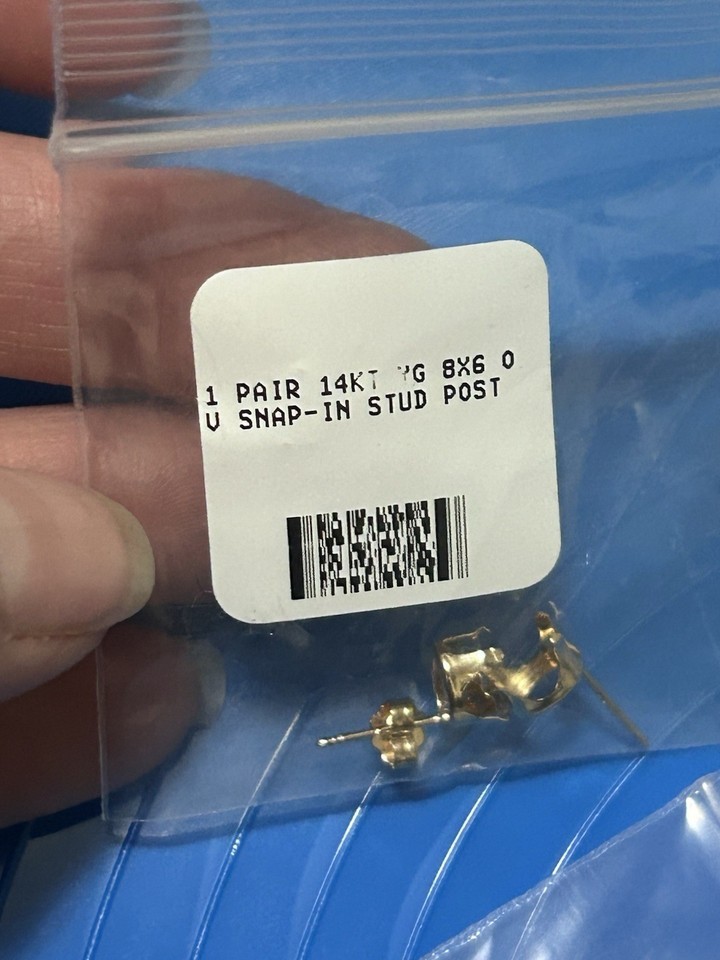 1 PAIR 14KT YG 8X6 O
V SNAP-IN STUD POST